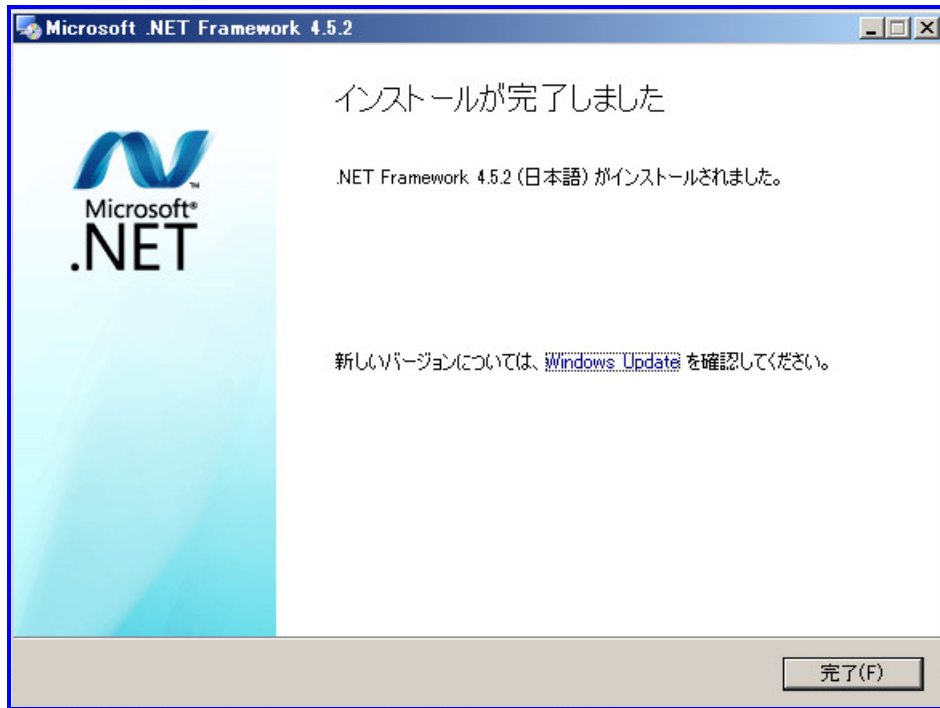 Microsoft .NET Framework 4.5.2
インストールが完了しました
Microsoft®
.NET
™
.NET Framework 4.5.2 (日本語) がインストールされました。
新しいバージョンについては、Windows Update を確認してください。
完了(F)